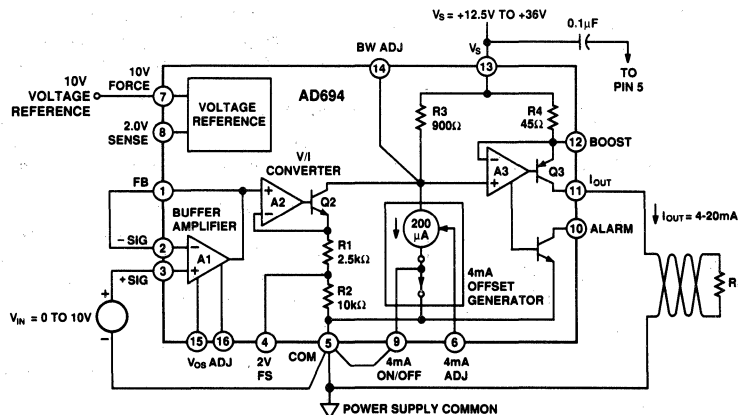 VS = +12.5V TO +36V
0.1µF
TO
PIN 5
BW ADJ
VS
14
13
10V
FORCE
10V
VOLTAGE
REFERENCE
7
VOLTAGE
REFERENCE
AD694
2.0V
SENSE
8
R3
900Ω
R4
45Ω
12
BOOST
V/I
CONVERTER
FB
1
A2
Q2
A3
Q3
11
IOUT
BUFFER
AMPLIFIER
– SIG
2
A1
3
+SIG
R1
2.5kΩ
R2
10kΩ
200
µA
4mA
OFFSET
GENERATOR
10
ALARM
IOUT = 4-20mA
R
VIN = 0 TO 10V
+
–
15
16
4
5
9
6
VOS ADJ
2V
FS
COM
4mA
ON/OFF
4mA
ADJ
POWER SUPPLY COMMON